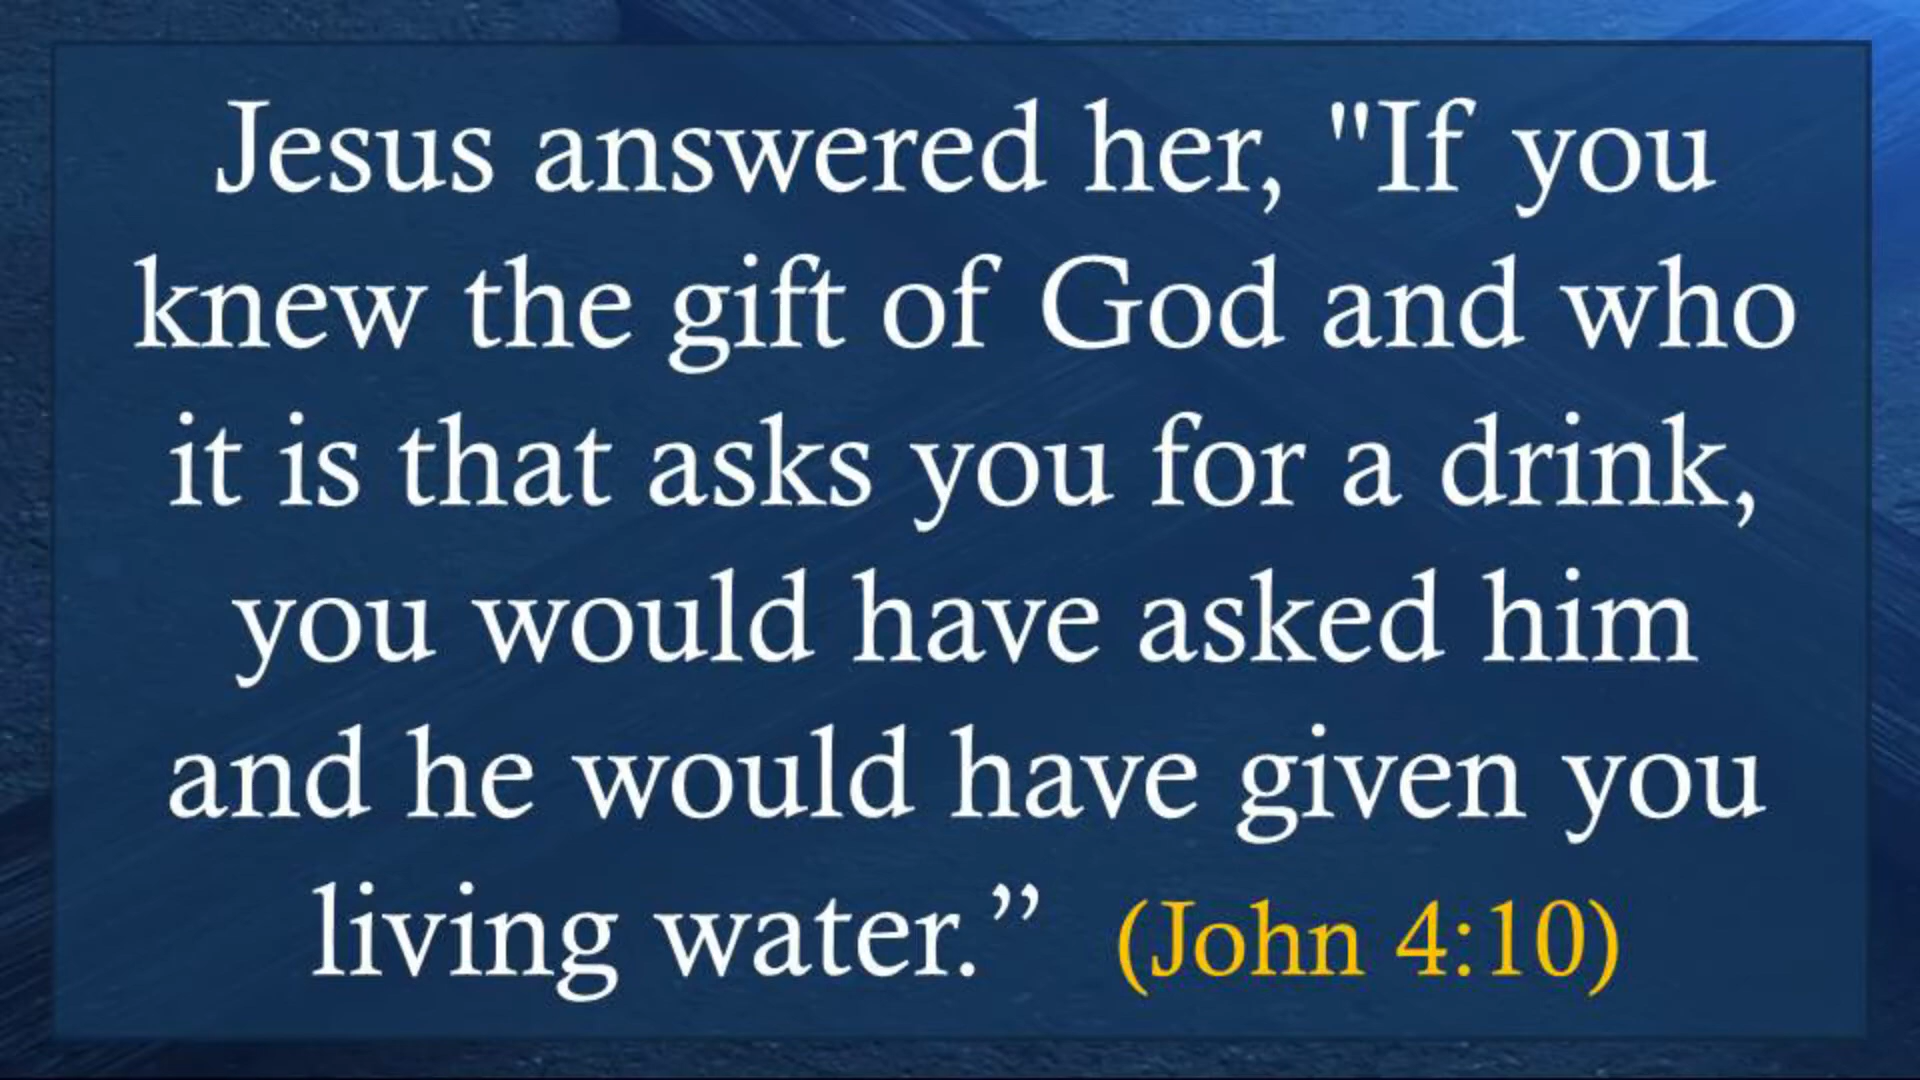 Jesus answered her, "If you
knew the gift of God and who
it is that asks you for a drink,
you would have asked him
and he would have given you
living water.” (John 4:10)